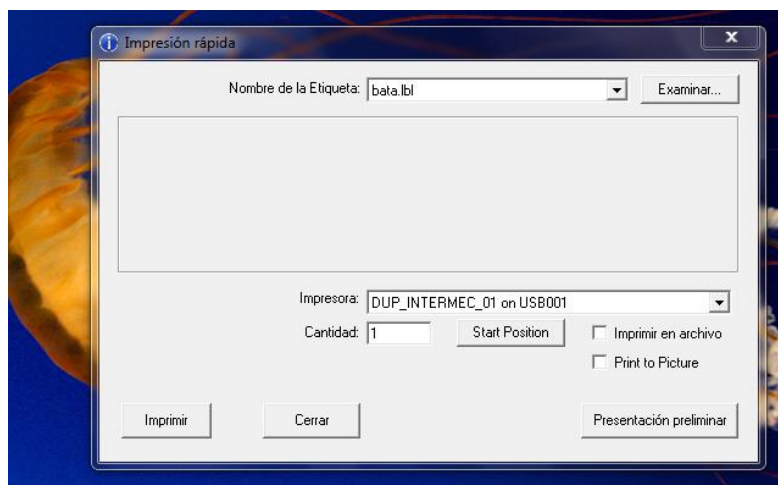 Impresión rápida
Nombre de la Etiqueta: bata.lbl Examinar...
Impresora: DUP_INTERMEC_01 on USB001
Cantidad: 1 Start Position Imprimir en archivo
Print to Picture
Imprimir Cerrar Presentación preliminar